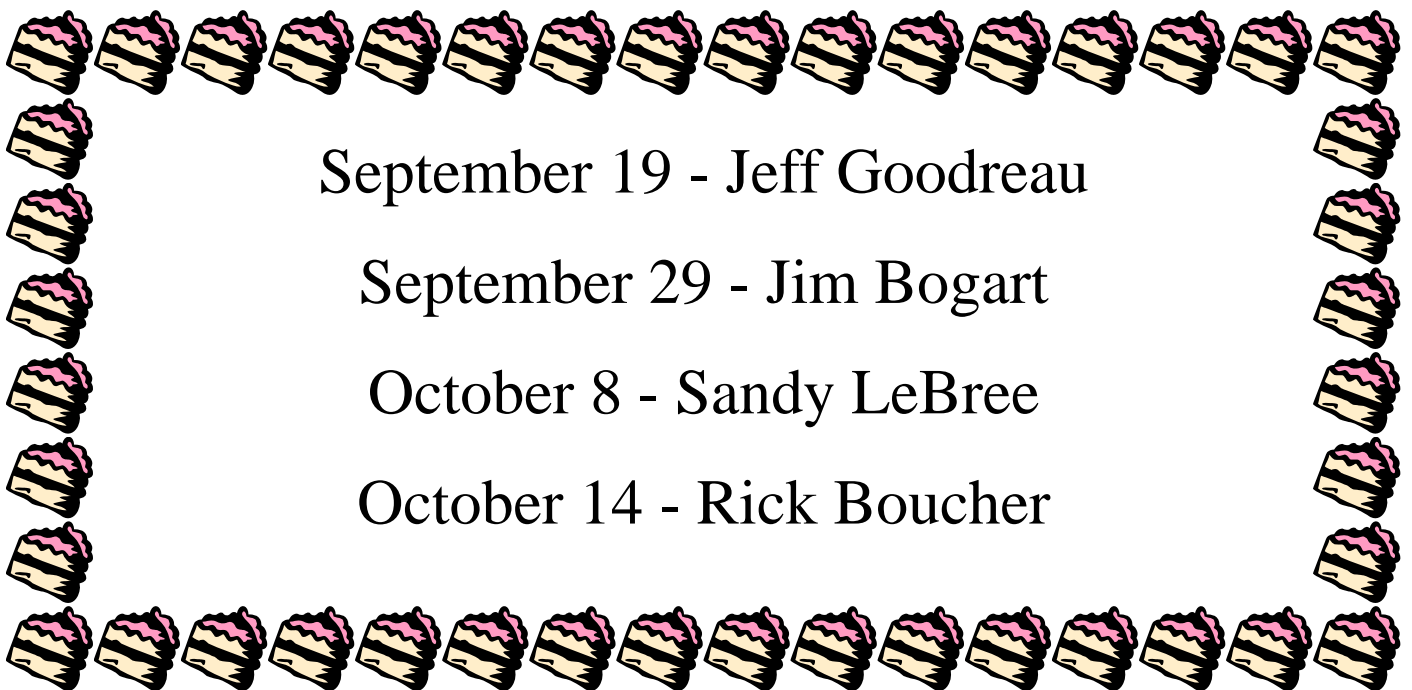 September 19 - Jeff Goodreau
September 29 - Jim Bogart
October 8 - Sandy LeBree
October 14 - Rick Boucher